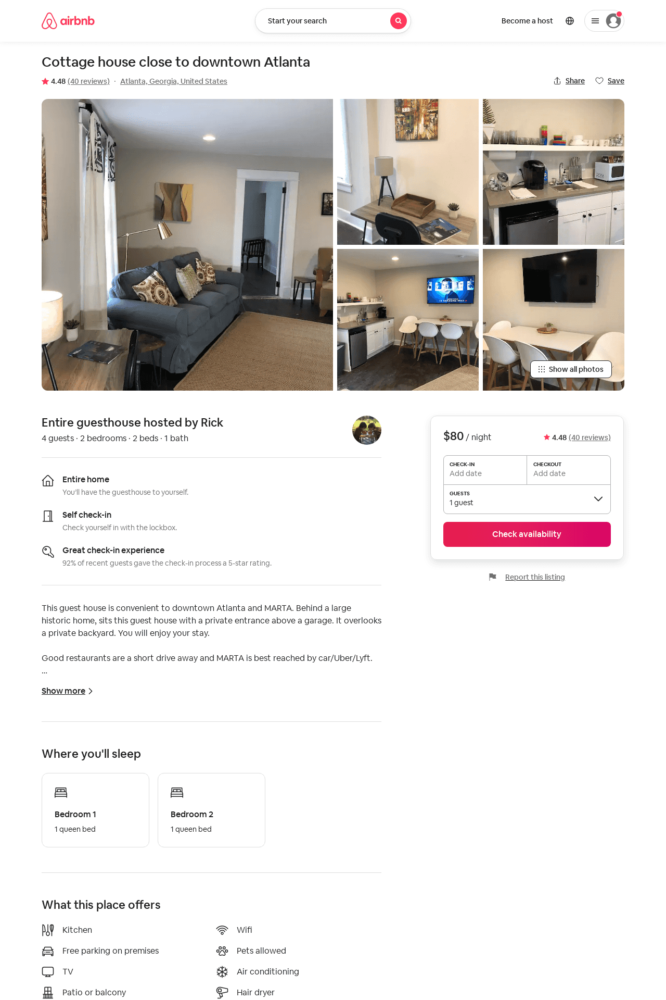 airbnb
Start your search
Become a host
Cottage house close to downtown Atlanta
4.48 (40 reviews) · Atlanta, Georgia, United States
Share
Save
IS REASONS WHY
Show all photos
Entire guesthouse hosted by Rick
4 guests · 2 bedrooms · 2 beds · 1 bath
$80 / night
4.48 (40 reviews)
CHECK-IN
Add date
CHECKOUT
Add date
GUESTS
1 guest
Check availability
Report this listing
Entire home
You’ll have the guesthouse to yourself.
Self check-in
Check yourself in with the lockbox.
Great check-in experience
92% of recent guests gave the check-in process a 5-star rating.
This guest house is convenient to downtown Atlanta and MARTA. Behind a large
historic home, sits this guest house with a private entrance above a garage. It overlooks
a private backyard. You will enjoy your stay.
Good restaurants are a short drive away and MARTA is best reached by car/Uber/Lyft.
...
Show more
Where you'll sleep
Bedroom 1
1 queen bed
Bedroom 2
1 queen bed
What this place offers
Kitchen
Wifi
Free parking on premises
Pets allowed
TV
Air conditioning
Patio or balcony
Hair dryer